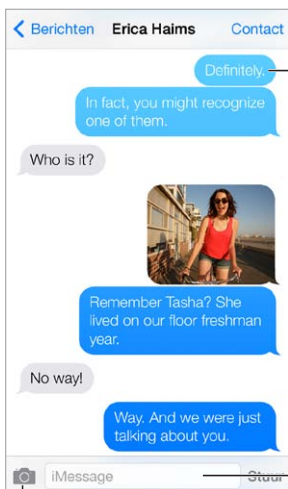 Berichten Erica Haims Contact
Definitely.
In fact, you might recognize
one of them.
Who is it?
Remember Tasha? She
lived on our floor freshman
year.
No way!
Way. And we were just
talking about you.
iMessage Stuur